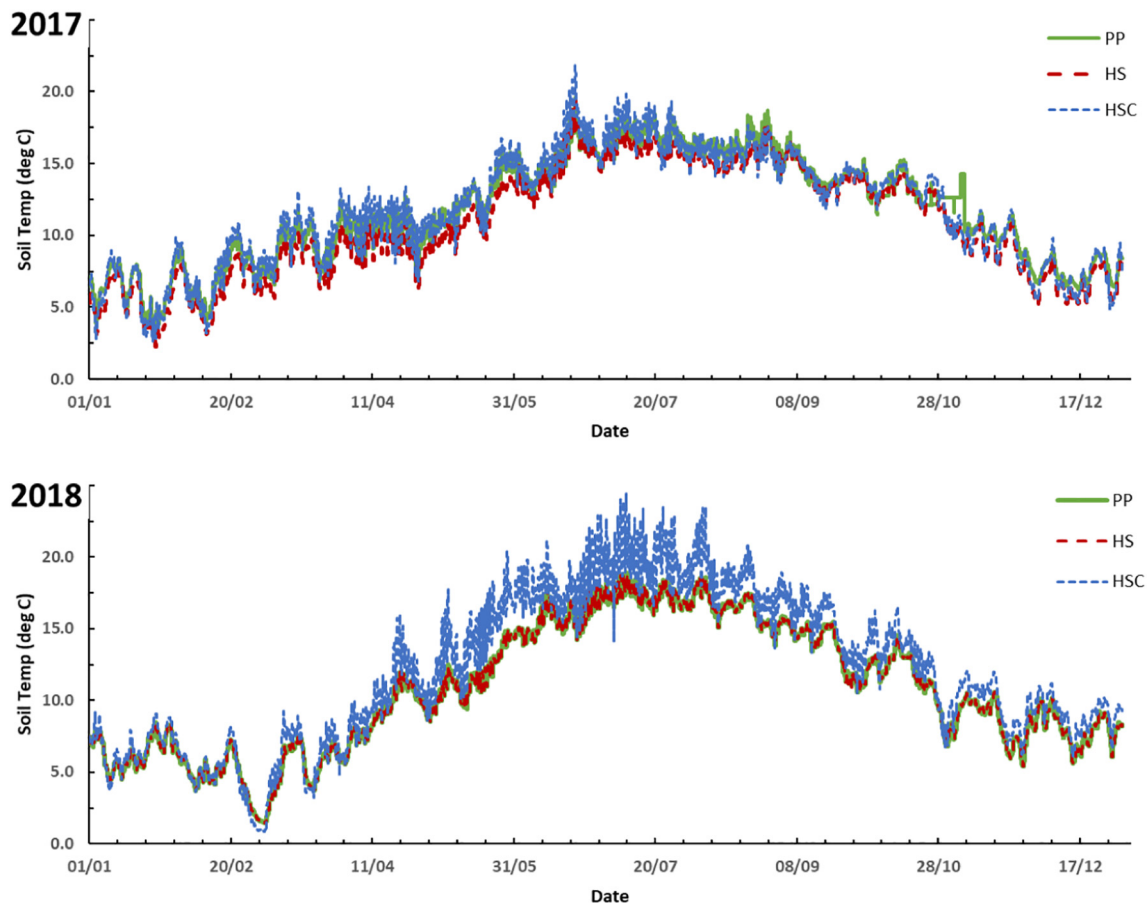 2017
PP
HS
HSC
Soil Temp (deg C)
20.0
15.0
10.0
5.0
0.0
01/01 20/02 11/04 31/05 20/07 08/09 28/10 17/12
Date
2018
PP
HS
HSC
Soil Temp (deg C)
20.0
15.0
10.0
5.0
0.0
01/01 20/02 11/04 31/05 20/07 08/09 28/10 17/12
Date